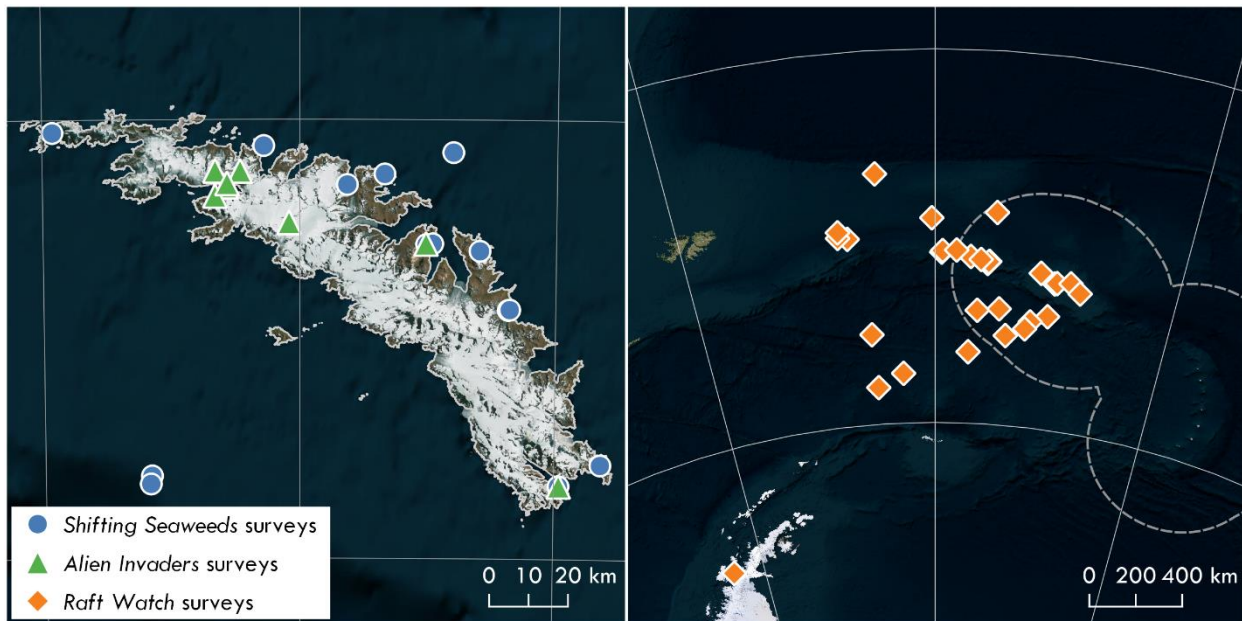 Shifting Seaweeds surveys
Alien Invaders surveys
Raft Watch surveys
0 10 20 km
0 200 400 km